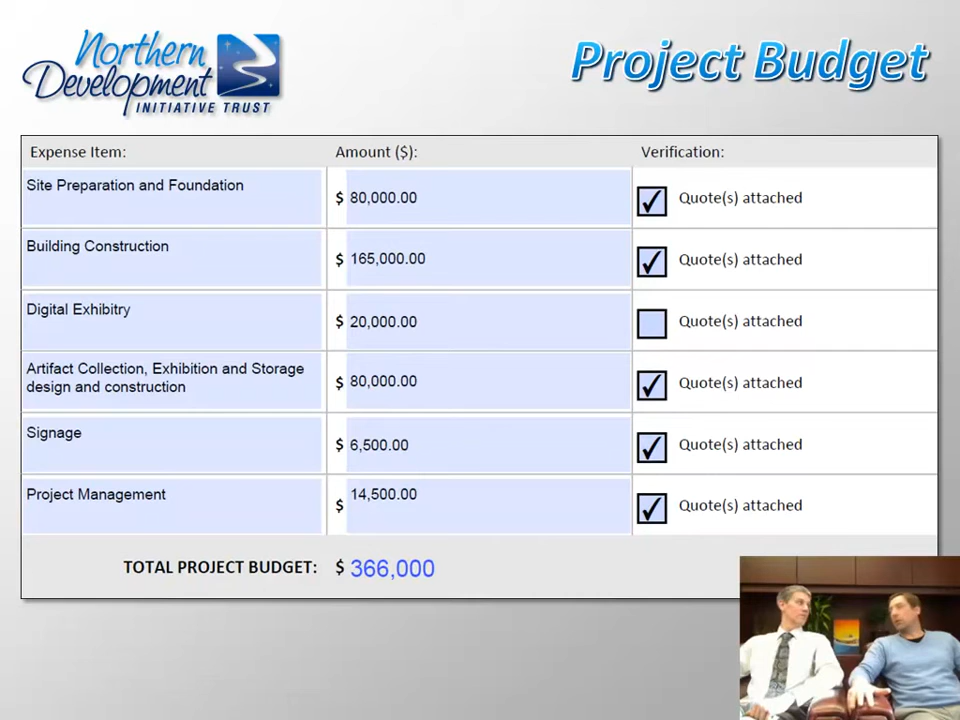 Northern
Development
INITIATIVE TRUST
Project Budget
Expense Item: Amount ($): Verification:
Site Preparation and Foundation $ 80,000.00 ✓ Quote(s) attached
Building Construction $ 165,000.00 ✓ Quote(s) attached
Digital Exhibitry $ 20,000.00 Quote(s) attached
Artifact Collection, Exhibition and Storage
design and construction $ 80,000.00 ✓ Quote(s) attached
Signage $ 6,500.00 ✓ Quote(s) attached
Project Management $ 14,500.00 ✓ Quote(s) attached
TOTAL PROJECT BUDGET: $ 366,000